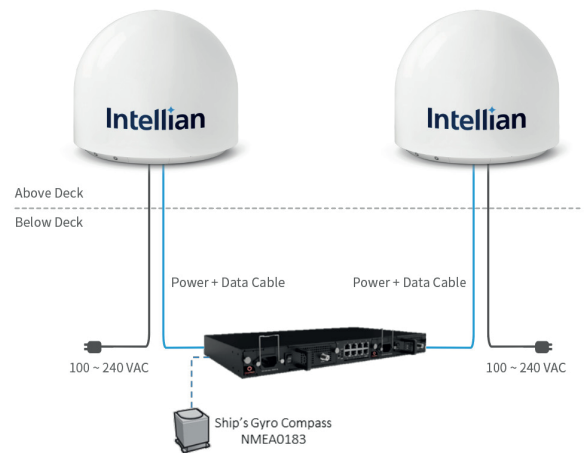 Intellian
Intellian
Above Deck
Below Deck
Power + Data Cable
Power + Data Cable
100 ~ 240 VAC
100 ~ 240 VAC
Ship's Gyro Compass
NMEA0183